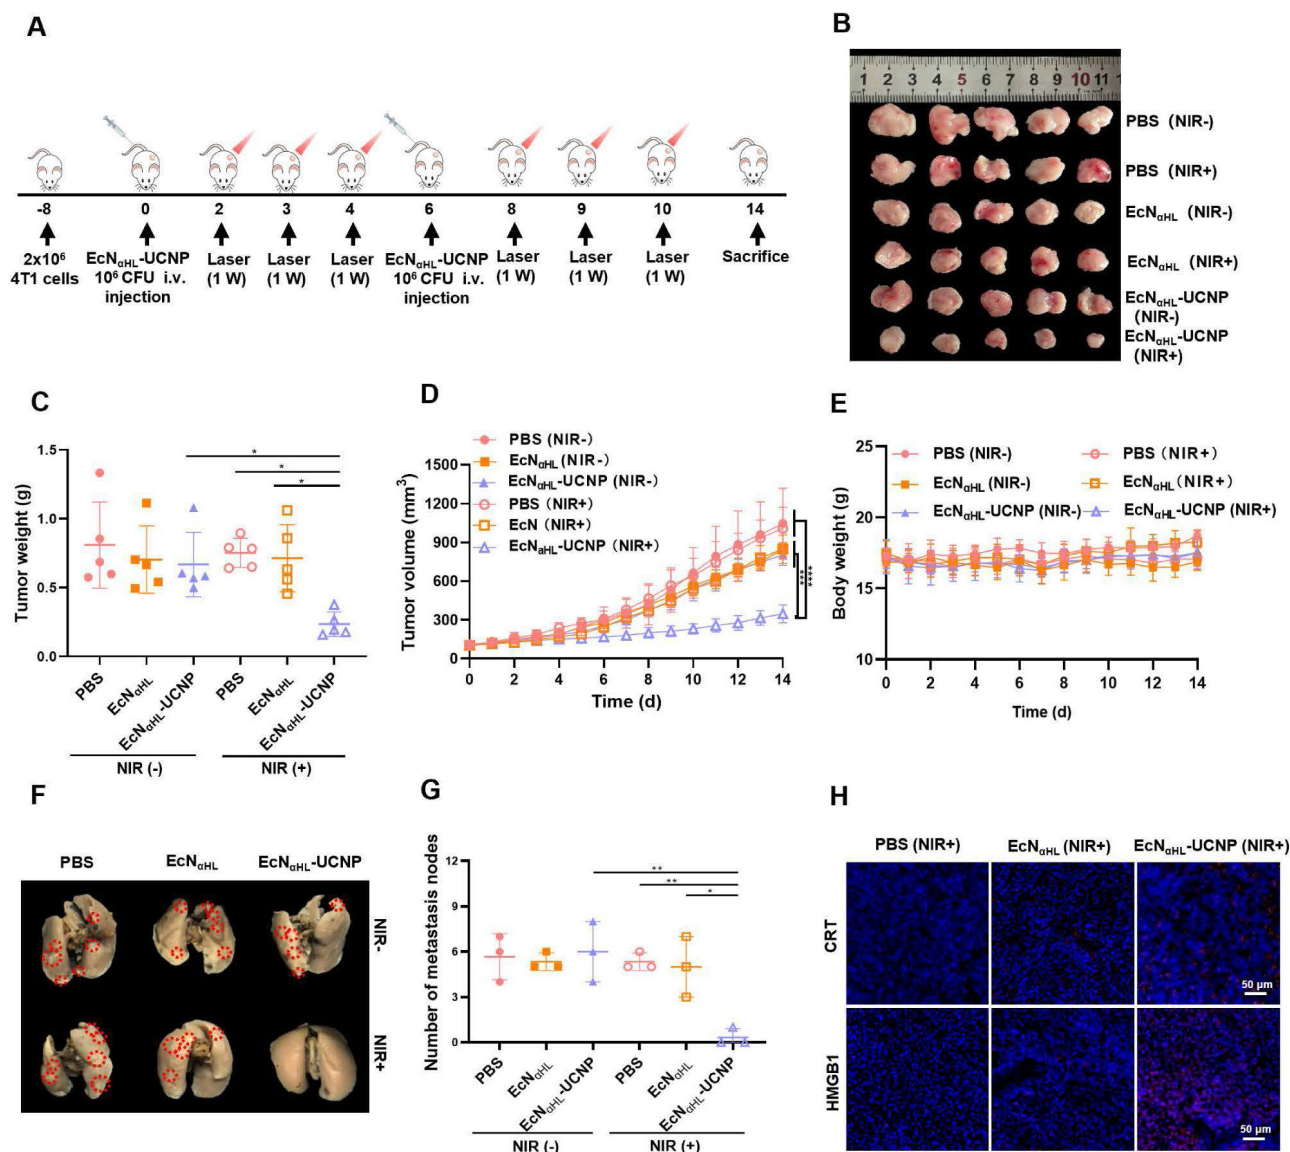 A
-8
0
2
3
4
6
8
9
10
14
2x10⁶
4T1 cells
EcNαHL-UCNP
10⁶ CFU i.v.
injection
Laser
(1 W)
Laser
(1 W)
Laser
(1 W)
EcNαHL-UCNP
10⁶ CFU i.v.
injection
Laser
(1 W)
Laser
(1 W)
Laser
(1 W)
Sacrifice
B
1 2 3 4 5 6 7 8 9 10 11
PBS (NIR-)
PBS (NIR+)
EcNαHL (NIR-)
EcNαHL (NIR+)
EcNαHL-UCNP
(NIR-)
EcNαHL-UCNP
(NIR+)
C
Tumor weight (g)
1.5
1.0
0.5
0.0
*
*
*
PBS
EcNαHL
EcNαHL-UCNP
PBS
EcNαHL
EcNαHL-UCNP
NIR (-)
NIR (+)
D
PBS (NIR-)
EcNαHL (NIR-)
EcNαHL-UCNP (NIR-)
PBS (NIR+)
EcN (NIR+)
EcNaHL-UCNP (NIR+)
Tumor volume (mm³)
1500
1200
900
600
300
0
***
****
0 2 4 6 8 10 12 14
Time (d)
E
PBS (NIR-)
EcNαHL (NIR-)
EcNαHL-UCNP (NIR-)
PBS (NIR+)
EcNαHL (NIR+)
EcNαHL-UCNP (NIR+)
Body weight (g)
25
20
15
10
0 2 4 6 8 10 12 14
Time (d)
F
PBS
EcNαHL
EcNαHL-UCNP
NIR-
NIR+
G
Number of metastasis nodes
12
9
6
3
0
**
**
*
PBS
EcNαHL
EcNαHL-UCNP
PBS
EcNαHL
EcNαHL-UCNP
NIR (-)
NIR (+)
H
PBS (NIR+)
EcNαHL (NIR+)
EcNαHL-UCNP (NIR+)
CRT
50 μm
HMGB1
50 μm